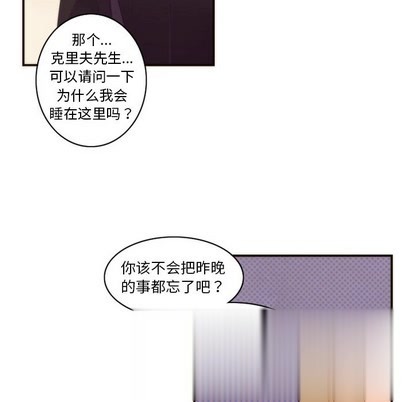 那个...
克里夫先生...
可以请问一下
为什么我会
睡在这里吗？
你该不会把昨晚
的事都忘了吧？